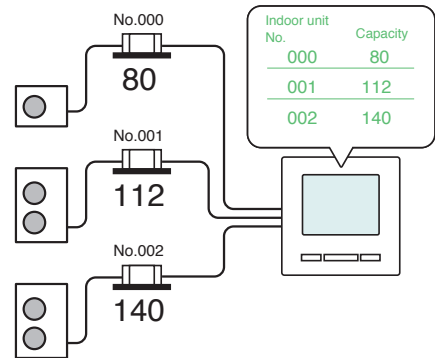 No.000
80
No.001
112
No.002
140
Indoor unit
No. Capacity
000 80
001 112
002 140